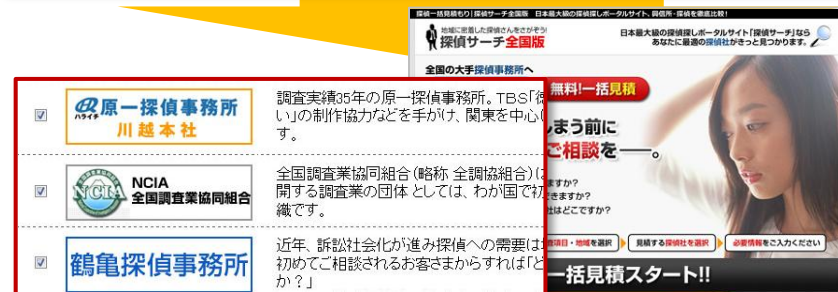 探偵一括見積もり|探偵サーチ全国版 日本最大級の探偵探しポータルサイト、興信所・探偵を徹底比較!
地域に密着した探偵さんをさがそう!
探偵サーチ全国版
日本最大級の探偵探しポータルサイト「探偵サーチ」なら
あなたに最適の探偵社がきっと見つかります。
全国の大手探偵事務所へ
無料!一括見積
しまう前に
ご相談を──。
ますか?
できますか?
社はどこですか?
査項目・地域を選択
見積する探偵社を選択
必要情報をご入力ください
一括見積スタート!!
原一探偵事務所
ハライチ
川越本社
調査実績35年の原一探偵事務所。TBS「徳
い」の制作協力などを手がけ、関東を中心
す。
NCIA
NCIA
全国調査業協同組合
全国調査業協同組合(略称 全調協組合)は
開する調査業の団体としては、わが国で初
織です。
鶴亀探偵事務所
近年、訴訟社会化が進み探偵への需要は
初めてご相談されるお客さまからすれば「ど
か?」